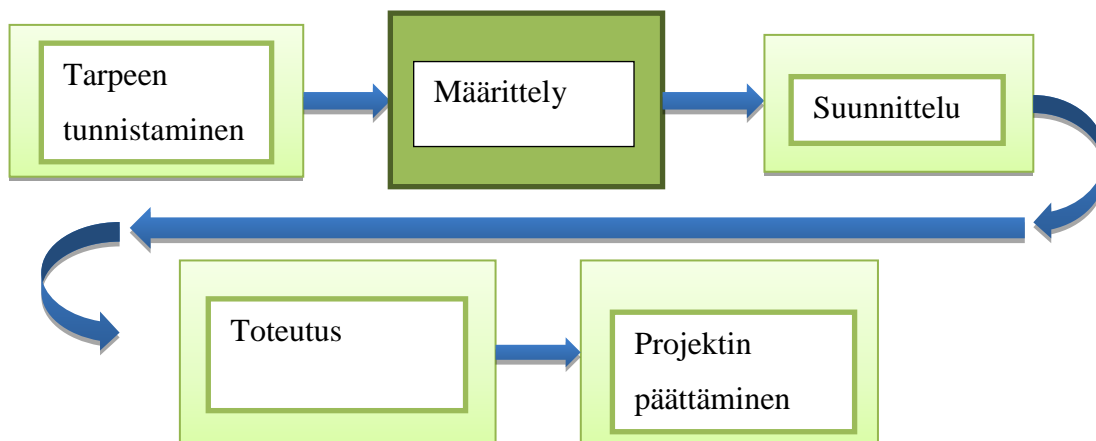 Tarpeen
tunnistaminen
Määrittely
Suunnittelu
Toteutus
Projektin
päättäminen